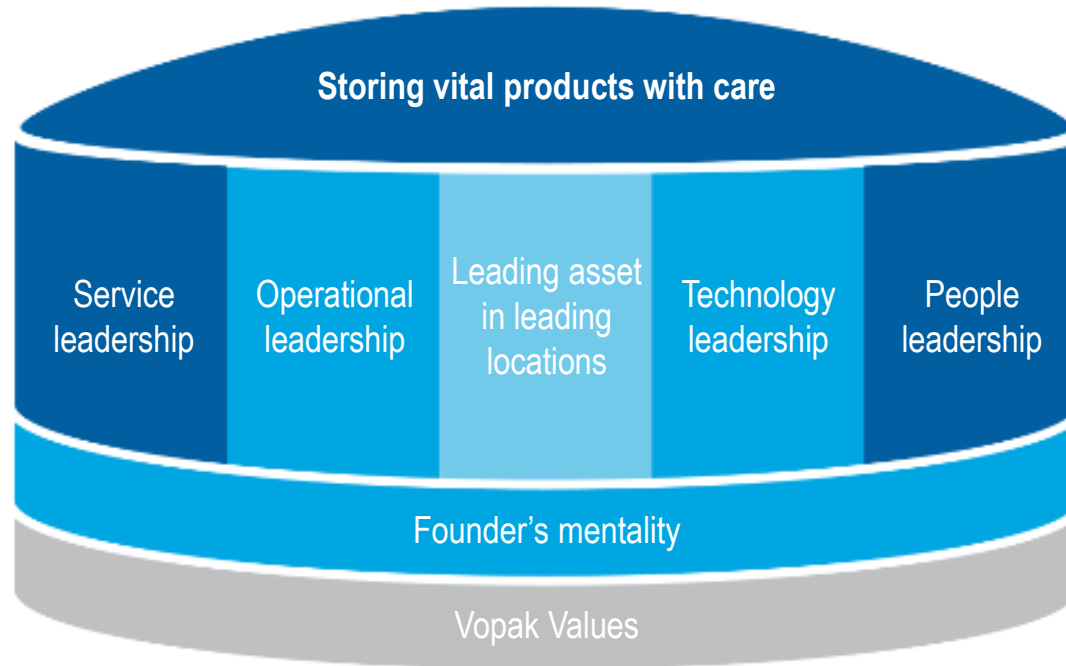 Storing vital products with care
Service
leadership
Operational
leadership
Leading asset
in leading
locations
Technology
leadership
People
leadership
Founder’s mentality
Vopak Values